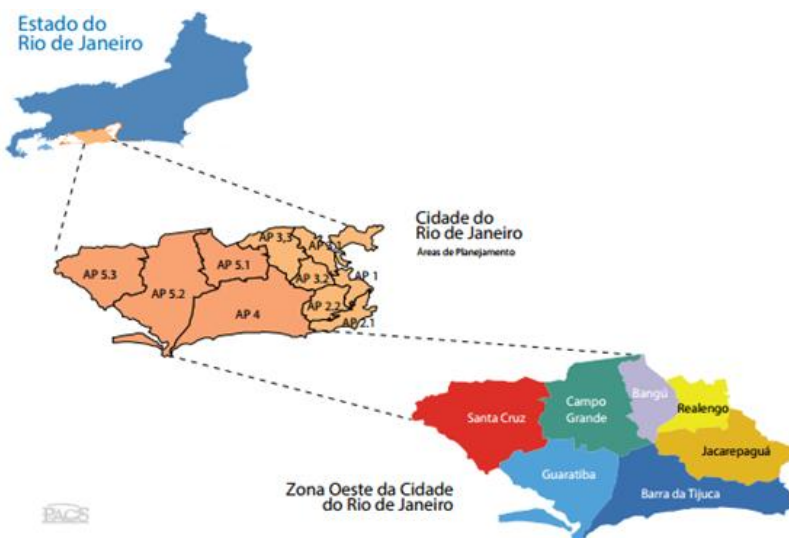 Estado do
Rio de Janeiro
Cidade do
Rio de Janeiro
Áreas de Planejamento
AP 3,3
AP 3.1
AP 5.3
AP 5.1
AP 3.2
AP 1
AP 5.2
AP 4
AP 2.2
AP 2.1
Santa Cruz
Campo
Grande
Bangú
Realengo
Jacarepaguá
Guaratiba
Barra da Tijuca
Zona Oeste da Cidade
do Rio de Janeiro
PACS